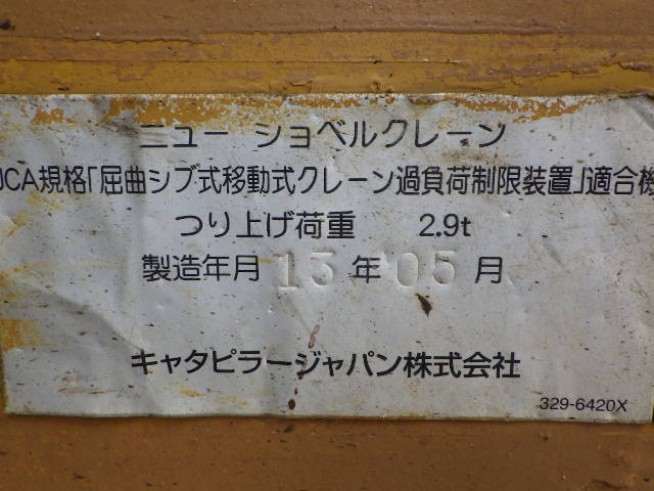 ニュー ショベルクレーン
JCA規格｢屈曲ジブ式移動式クレーン過負荷制限装置｣適合機
つり上げ荷重 2.9t
製造年月 13 年 05 月
キャタピラージャパン株式会社
329-6420X